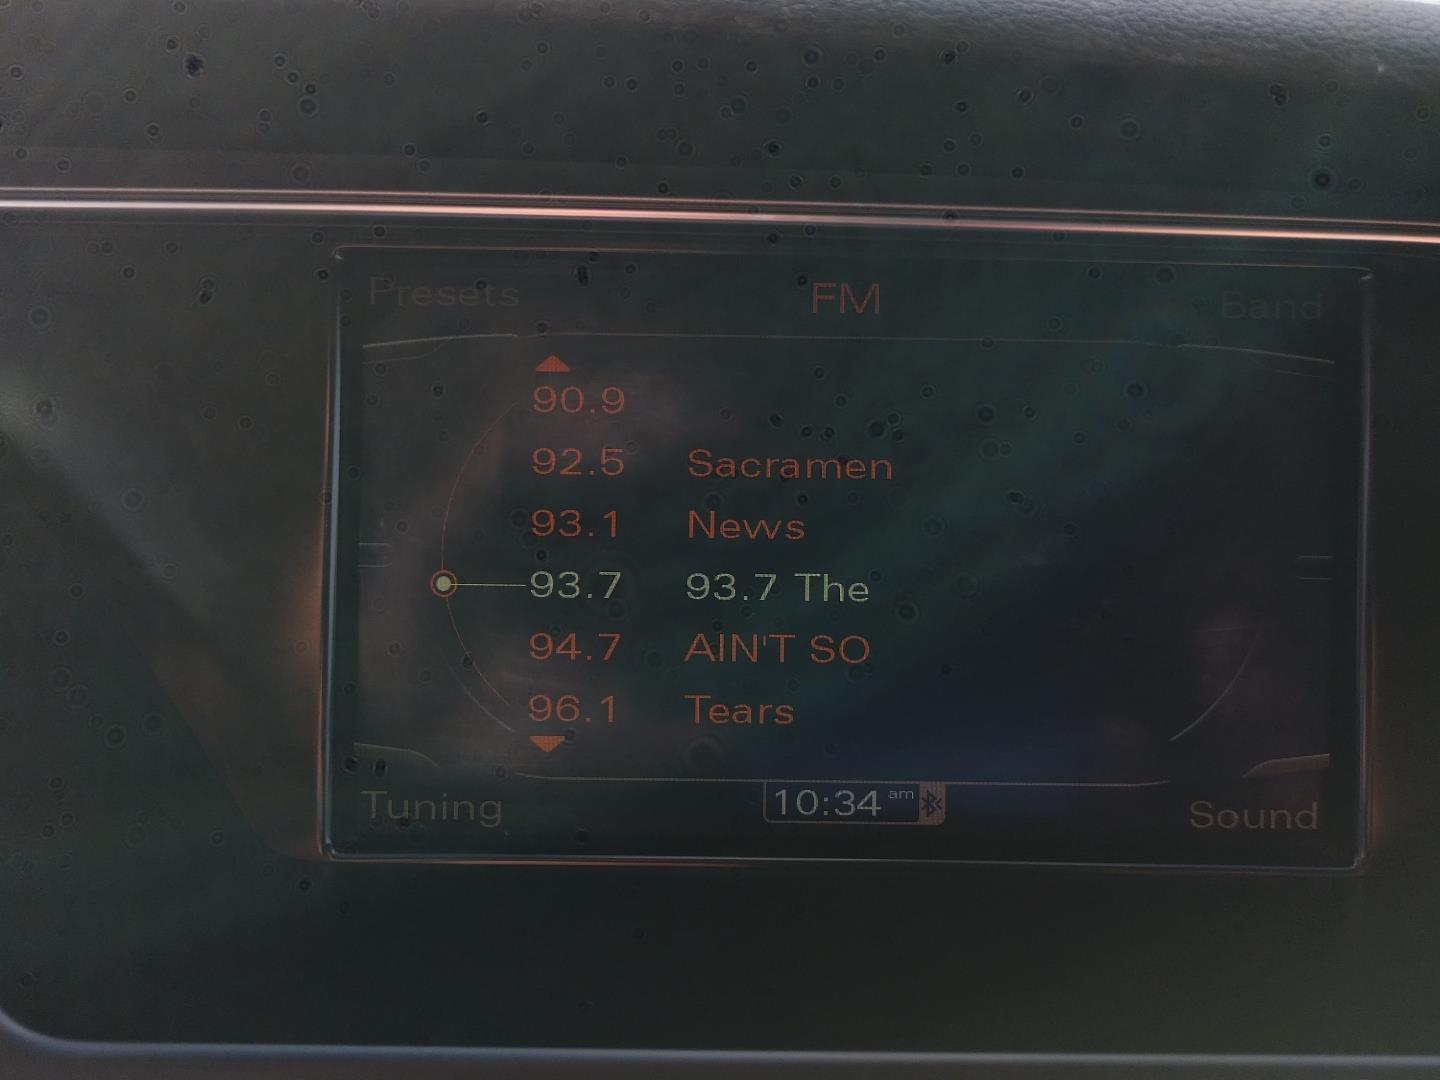 Presets FM Band
90.9
92.5 Sacramen
93.1 News
93.7 93.7 The
94.7 AIN'T SO
96.1 Tears
Tuning 10:34 am Sound